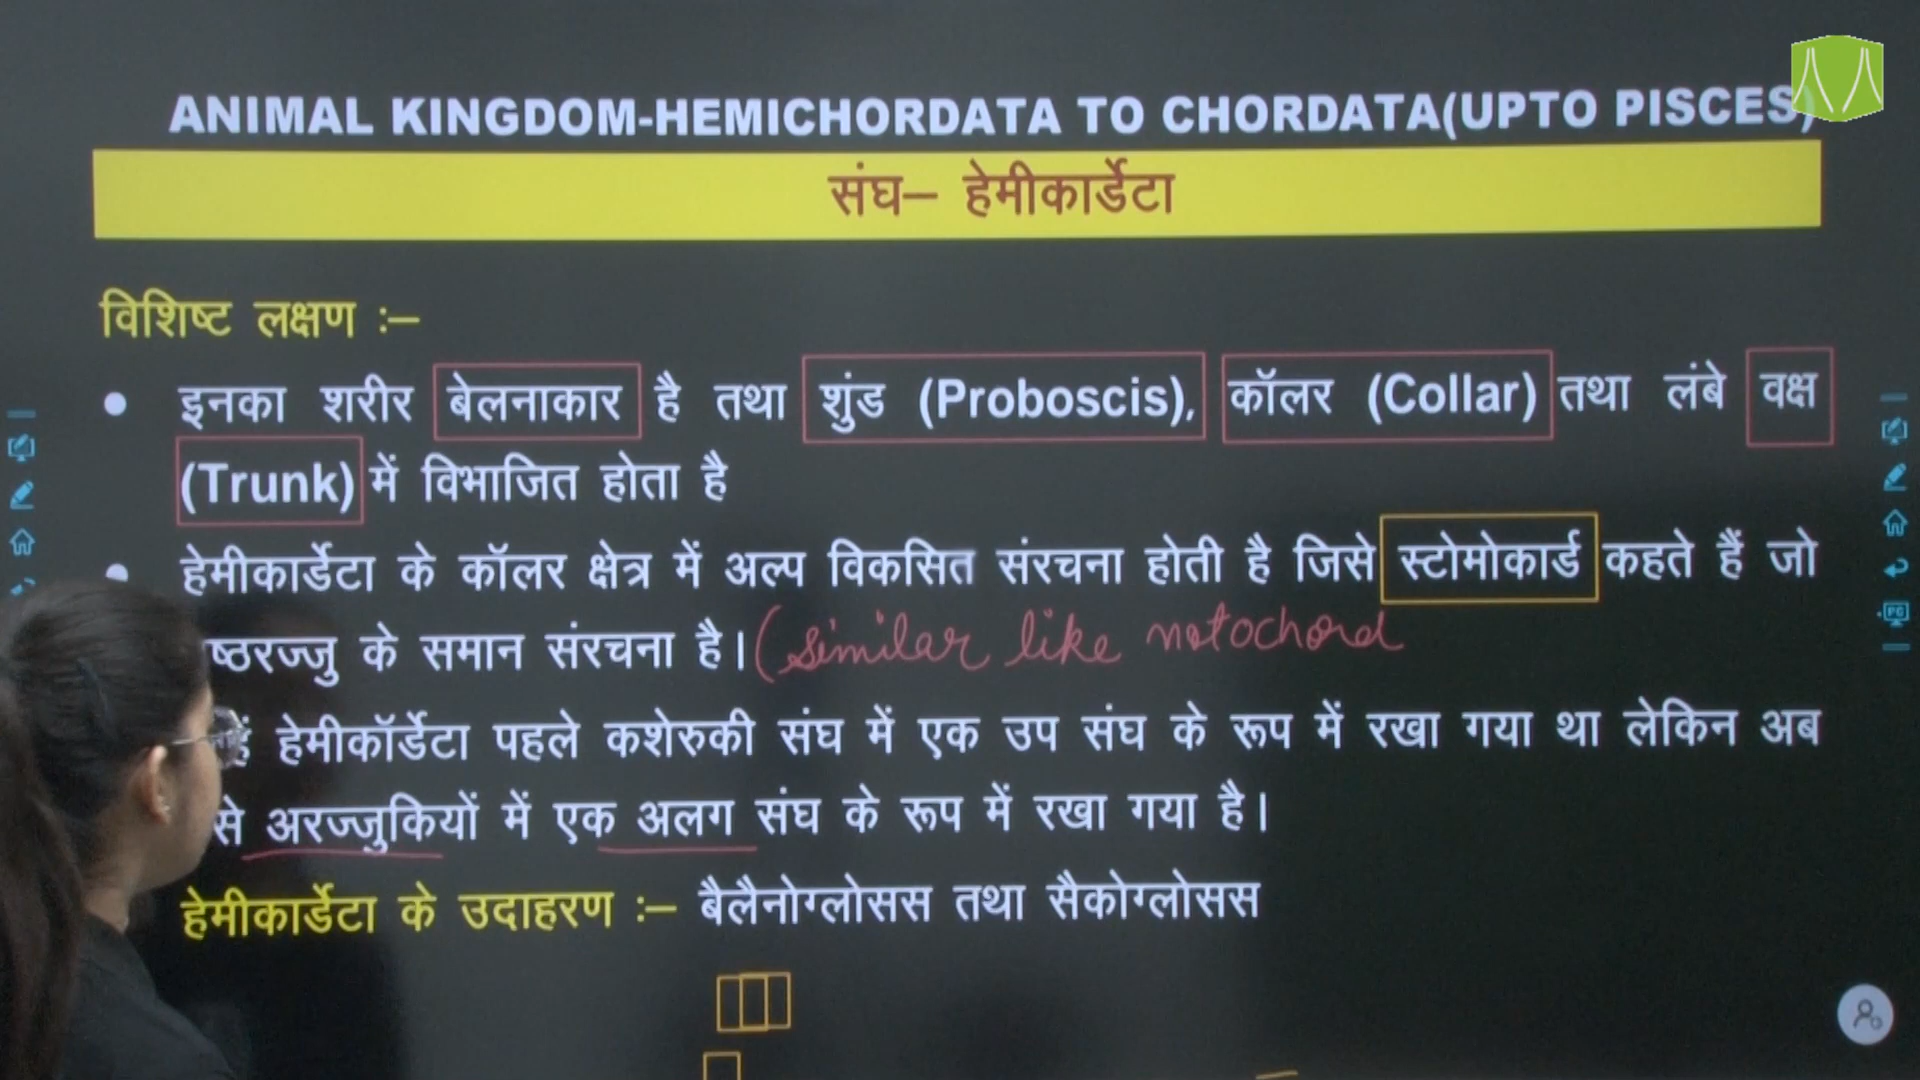 ANIMAL KINGDOM-HEMICHORDATA TO CHORDATA(UPTO PISCES)
संघ– हेमीकार्डेटा
विशिष्ट लक्षण :–
• इनका शरीर बेलनाकार है तथा शुंड (Proboscis), कॉलर (Collar) तथा लंबे वक्ष
(Trunk) में विभाजित होता है
• हेमीकार्डेटा के कॉलर क्षेत्र में अल्प विकसित संरचना होती है जिसे स्टोमोकार्ड कहते हैं जो
ष्ठरज्जु के समान संरचना है। (similar like notochord
हेमीकॉर्डेटा पहले कशेरुकी संघ में एक उप संघ के रूप में रखा गया था लेकिन अब
से अरज्जुकियों में एक अलग संघ के रूप में रखा गया है।
हेमीकार्डेटा के उदाहरण :– बैलैनोग्लोसस तथा सैकोग्लोसस